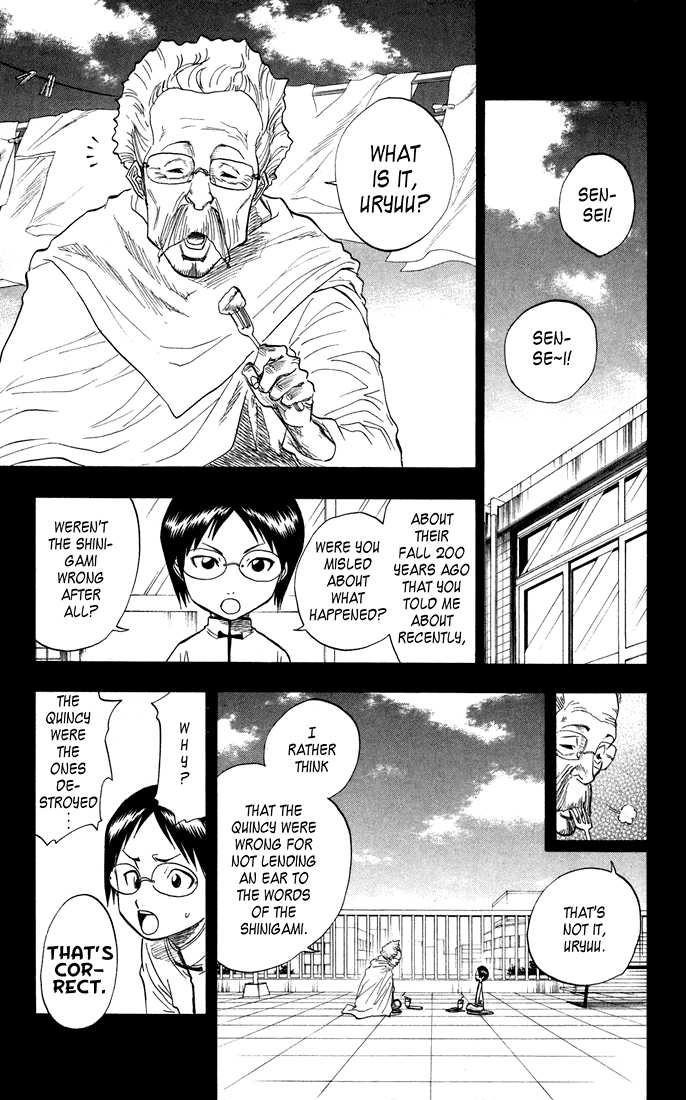 SEN-
SEI!
SEN-
SE~I!
WHAT
IS IT,
URYUU?
ABOUT
THEIR
FALL 200
YEARS AGO
THAT YOU
TOLD ME
ABOUT
RECENTLY,
WERE YOU
MISLED
ABOUT
WHAT
HAPPENED?
WEREN'T
THE SHINI-
GAMI
WRONG
AFTER
ALL?
THAT'S
NOT IT,
URYUU.
I
RATHER
THINK
THAT THE
QUINCY WERE
WRONG FOR
NOT LENDING
AN EAR TO
THE WORDS
OF THE
SHINIGAMI.
WHY?
THE
QUINCY
WERE
THE
ONES
DE-
STROYED
...
THAT'S
COR-
RECT.